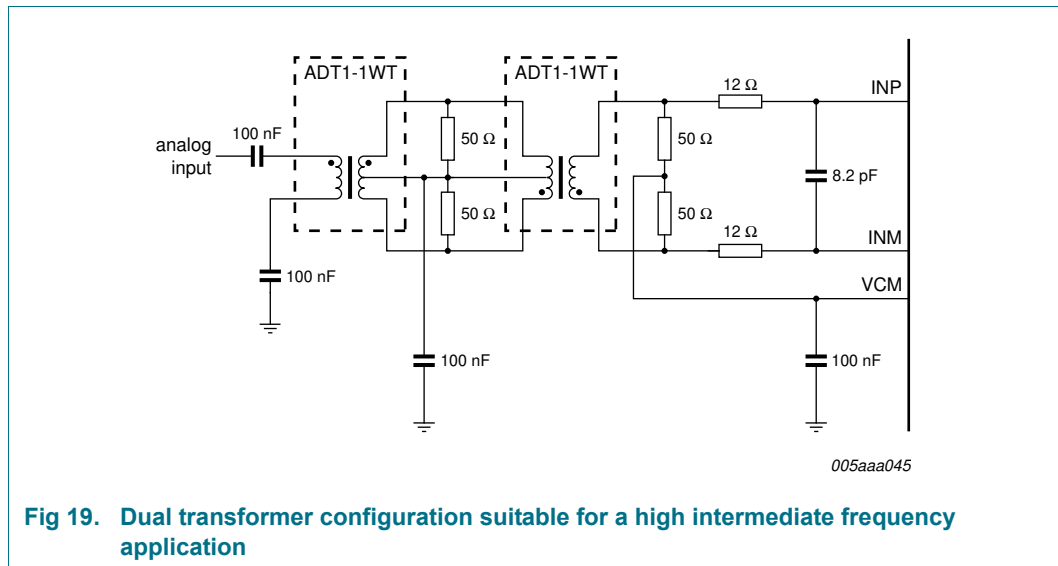 ADT1-1WT
ADT1-1WT
12 Ω
INP
100 nF
analog
input
50 Ω
50 Ω
8.2 pF
50 Ω
50 Ω
12 Ω
INM
100 nF
VCM
100 nF
100 nF
005aaa045
Fig 19. Dual transformer configuration suitable for a high intermediate frequency
application